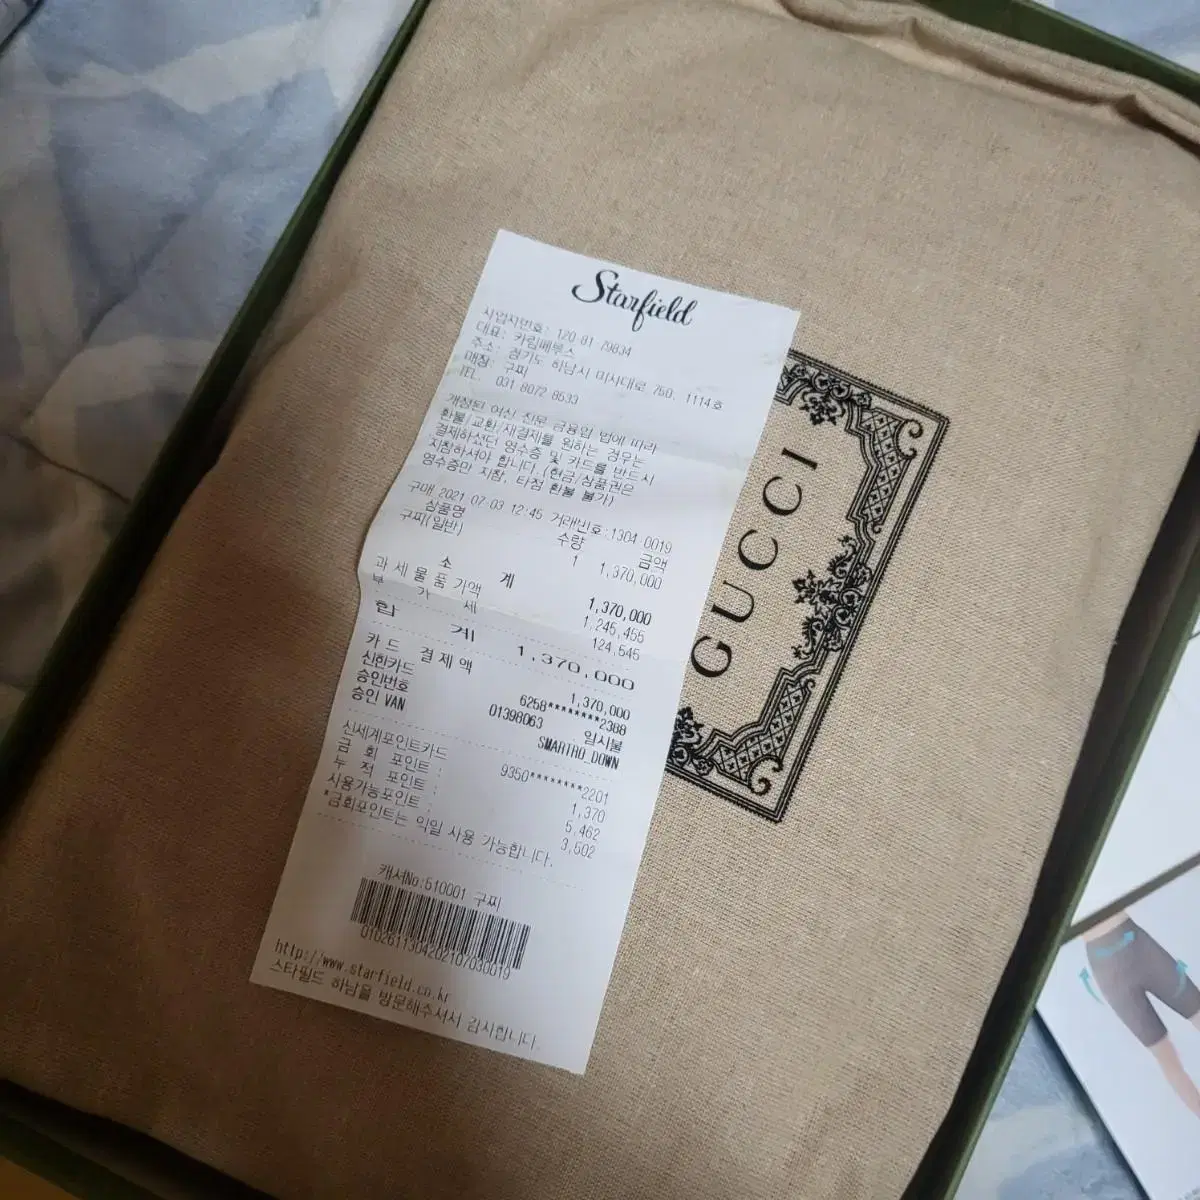 Starfield
사업자번호: 120 81 79834
대표: 카림페투스
주소: 경기도 하남시 미사대로 750, 1114호
매장: 구찌
TEL: 031 8072 8533
개정된 여신 전문 금융업 법에 따라
환불/교환/재결제를 원하는 경우는
결제하셨던 영수증 및 카드를 반드시
지참하셔야 합니다.(현금/상품권은
영수증만 지참, 타점 환불 불가)
구매 2021 07-03 12:45 거래번호:1304-0019
상품명 수량 금액
구찌(일반) 1 1,370,000
소 계 1,370,000
과 세 물 품 가액 1,245,455
부 가 세 124,545
합 계 1,370,000
카 드 결 제 액 1,370,000
신한카드 6258********2388
승인번호 01398063 일시불
승인 VAN SMARTRO_DOWN
신세계포인트카드 9350********2201
금 회 포인트 : 1,370
누 적 포인트 : 5,462
사용가능포인트 : 3,502
*금회포인트는 익일 사용 가능합니다.
캐셔No:510001 구찌
0102611304202107030019
http://www.starfield.co.kr
스타필드 하남을 방문해주셔서 감사합니다.
GUCCI